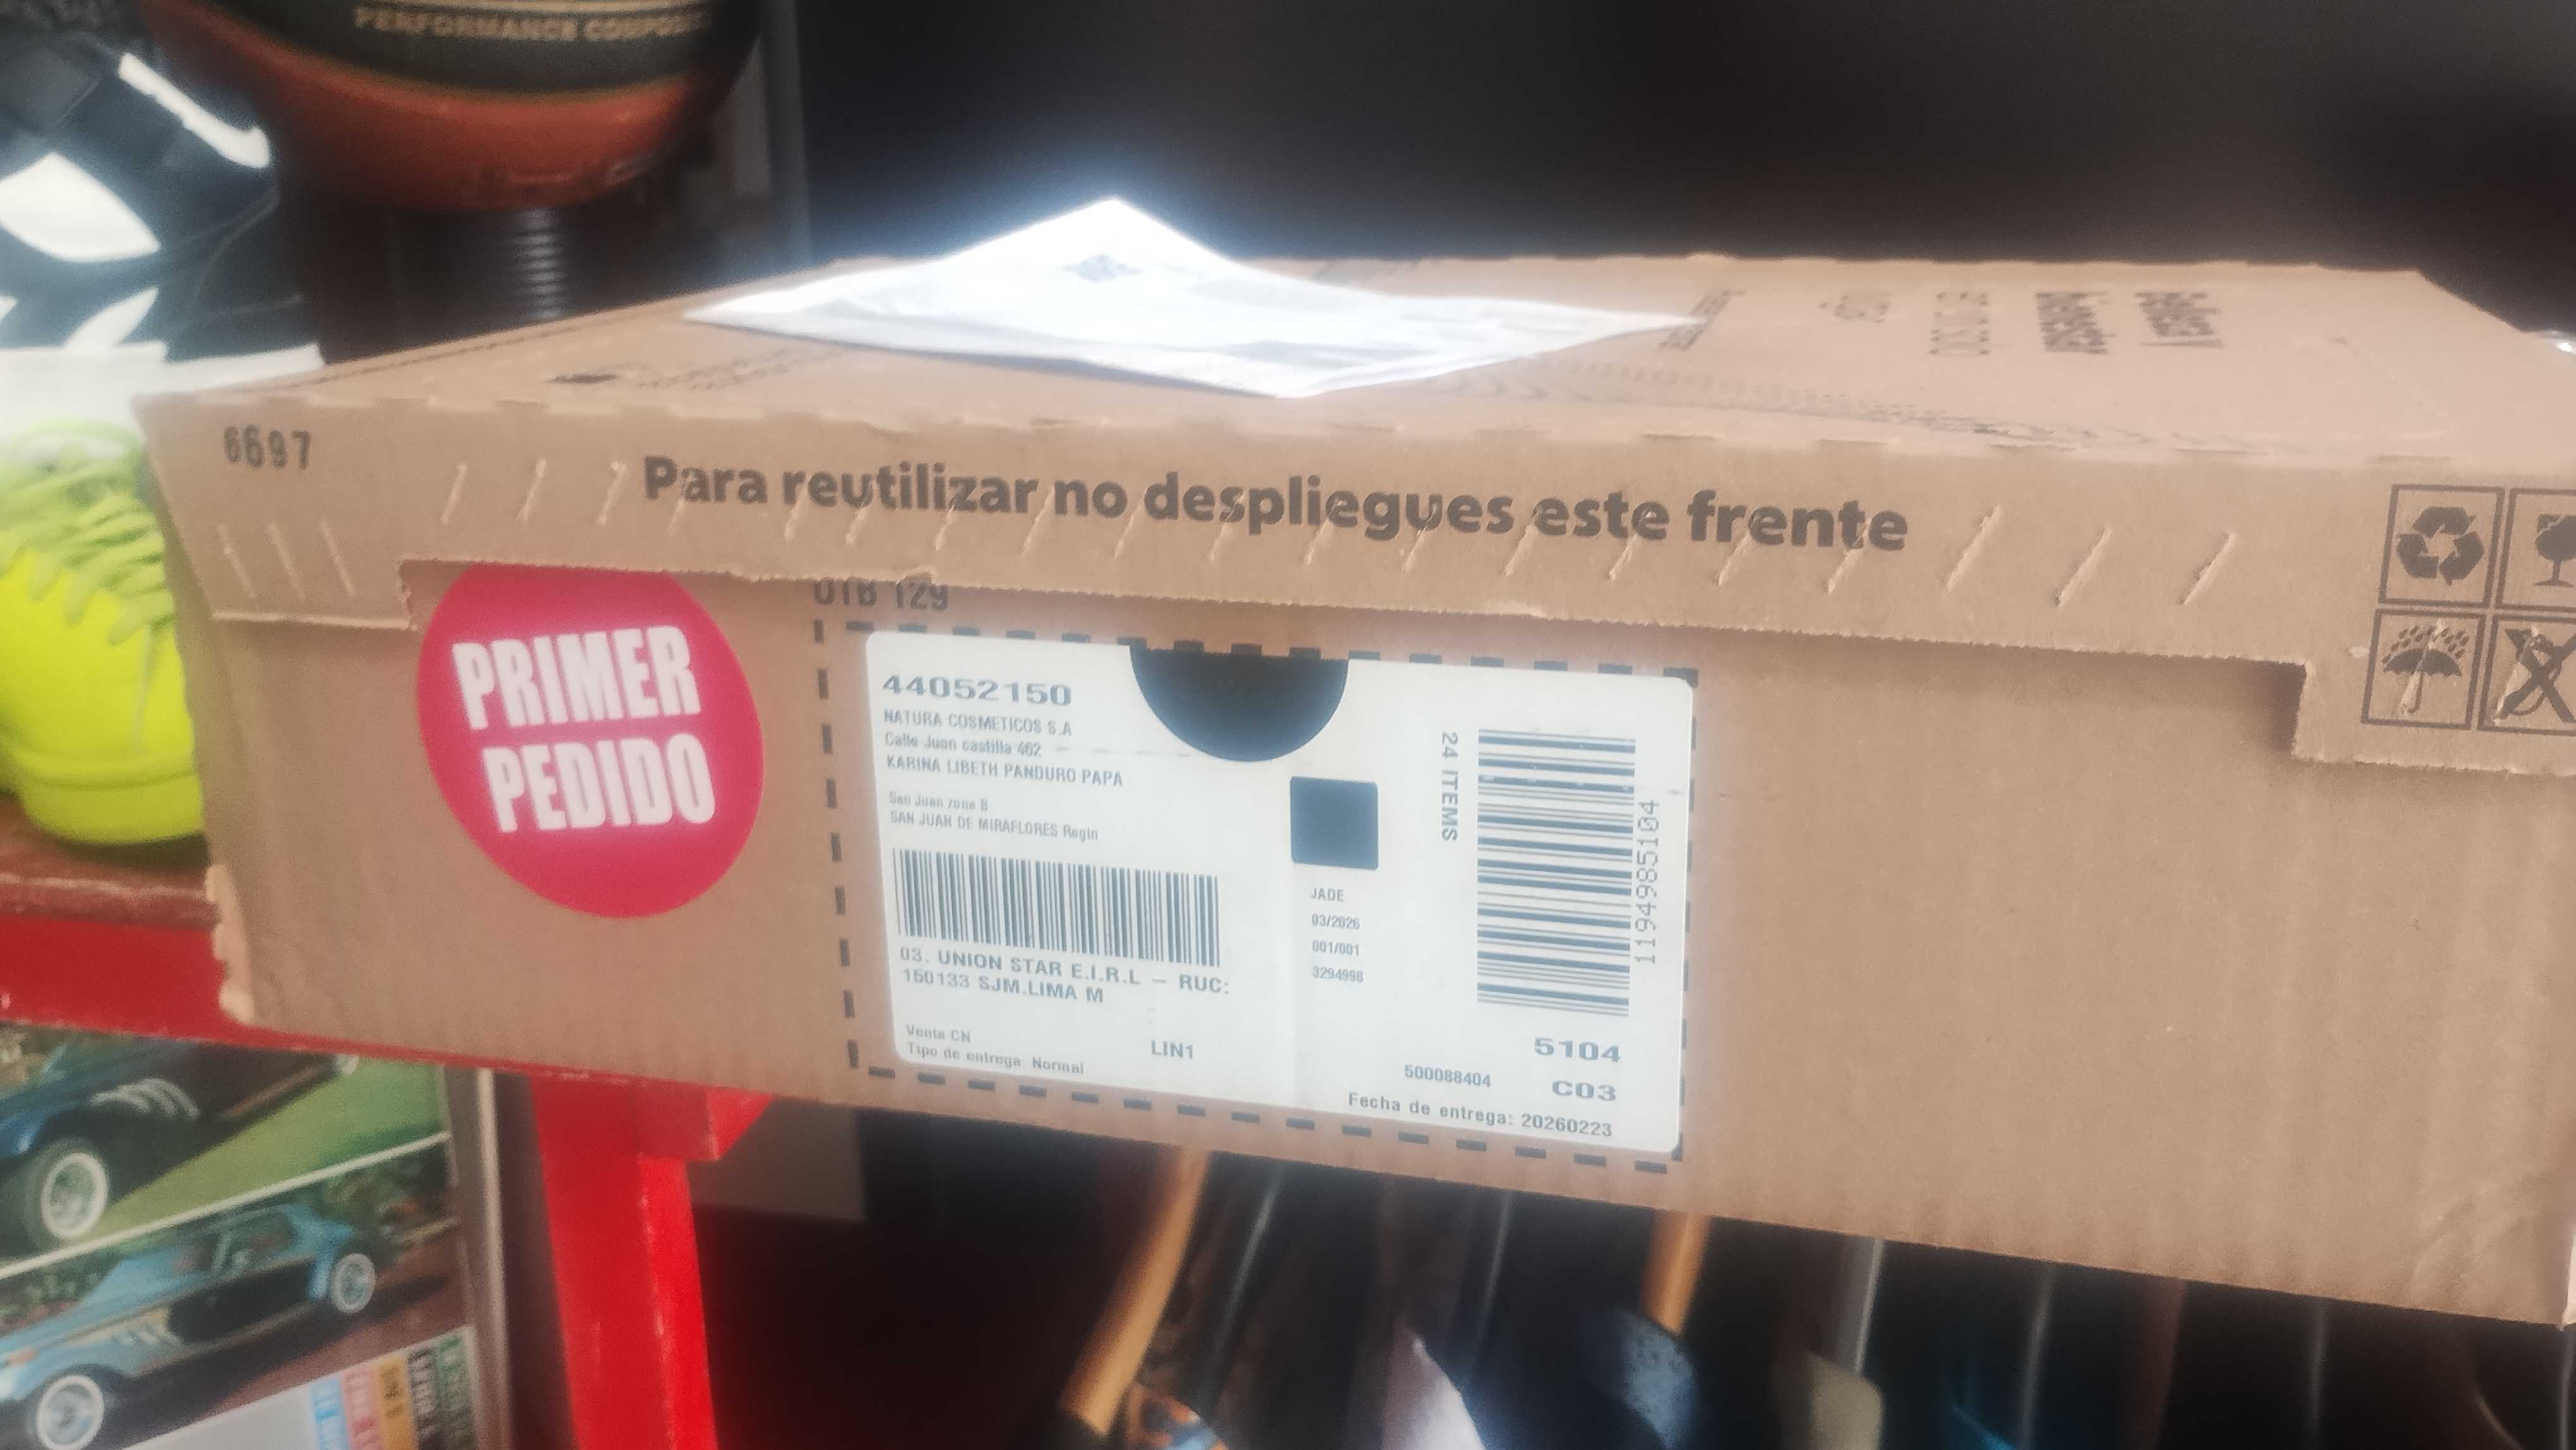 PERFORMANCE
6697
Para reutilizar no despliegues este frente
PRIMER
PEDIDO
44052150
NATURA COSMETICOS S.A
Calle Juan castilla 462
KARINA LIBETH PANDURO PAPA
San Juan zona B
SAN JUAN DE MIRAFLORES Regin
03. UNION STAR E.I.R.L – RUC:
150133 SJM.LIMA M
Venta CN
Tipo de entrega: Normal
LIN1
JADE
03/2026
001/001
3294998
24 ITEMS
11949985104
5104
500088404
C03
Fecha de entrega: 20260223